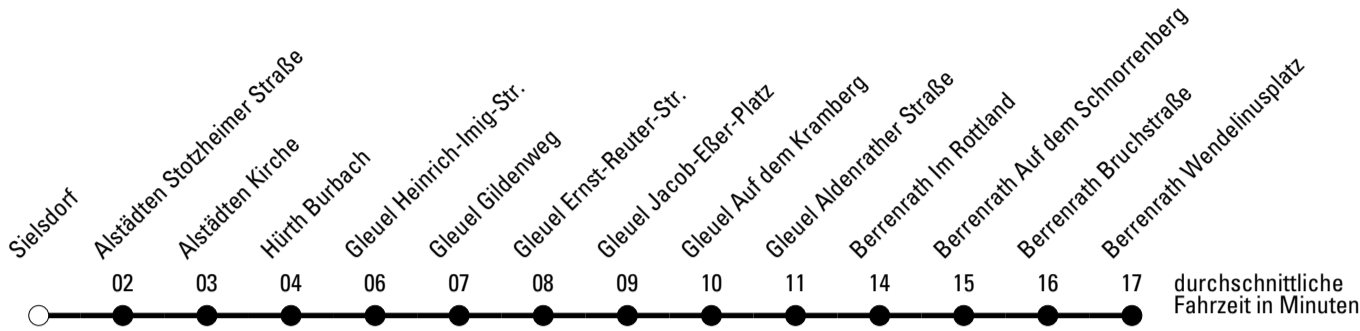 Sielsdorf
Alstädten Stotzheimer Straße
Alstädten Kirche
Hürth Burbach
Gleuel Heinrich-Imig-Str.
Gleuel Gildenweg
Gleuel Ernst-Reuter-Str.
Gleuel Jacob-Eßer-Platz
Gleuel Auf dem Kramberg
Gleuel Aldenrather Straße
Berrenrath Im Rottland
Berrenrath Auf dem Schnorrenberg
Berrenrath Bruchstraße
Berrenrath Wendelinusplatz
02 03 04 06 07 08 09 10 11 14 15 16 17
durchschnittliche
Fahrzeit in Minuten